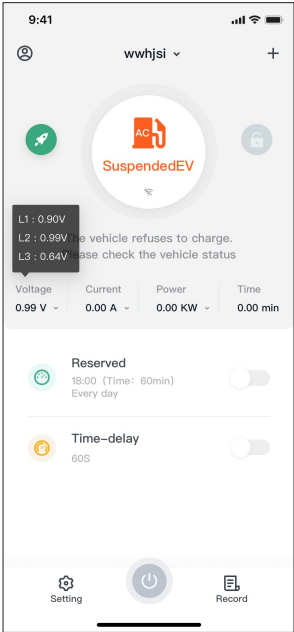 9:41
wwhjsi
AC
SuspendedEV
L1 : 0.90V
L2 : 0.99V
L3 : 0.64V
he vehicle refuses to charge.
ase check the vehicle status
Voltage Current Power Time
0.99 V 0.00 A 0.00 KW 0.00 min
Reserved
18:00 (Time: 60min)
Every day
Time-delay
60S
Setting Record